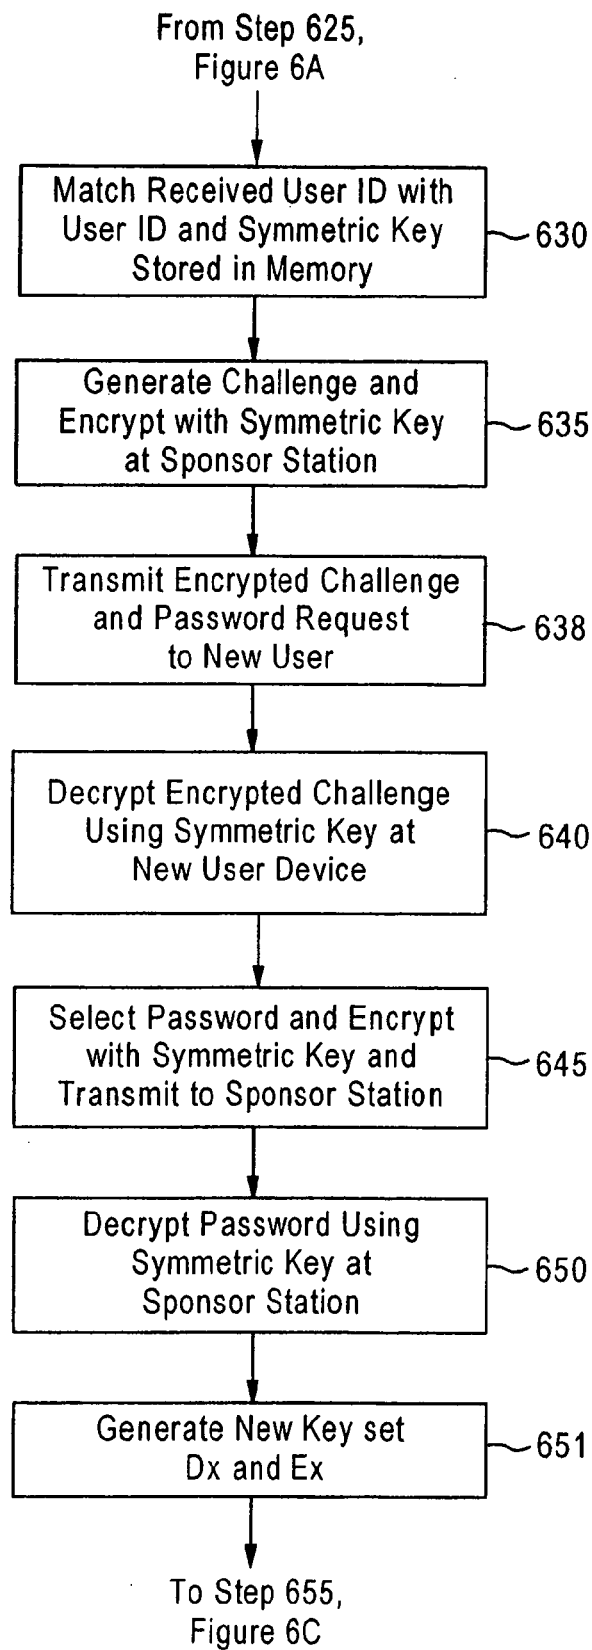 From Step 625,
Figure 6A
Match Received User ID with
User ID and Symmetric Key
Stored in Memory
630
Generate Challenge and
Encrypt with Symmetric Key
at Sponsor Station
635
Transmit Encrypted Challenge
and Password Request
to New User
638
Decrypt Encrypted Challenge
Using Symmetric Key at
New User Device
640
Select Password and Encrypt
with Symmetric Key and
Transmit to Sponsor Station
645
Decrypt Password Using
Symmetric Key at
Sponsor Station
650
Generate New Key set
Dx and Ex
651
To Step 655,
Figure 6C